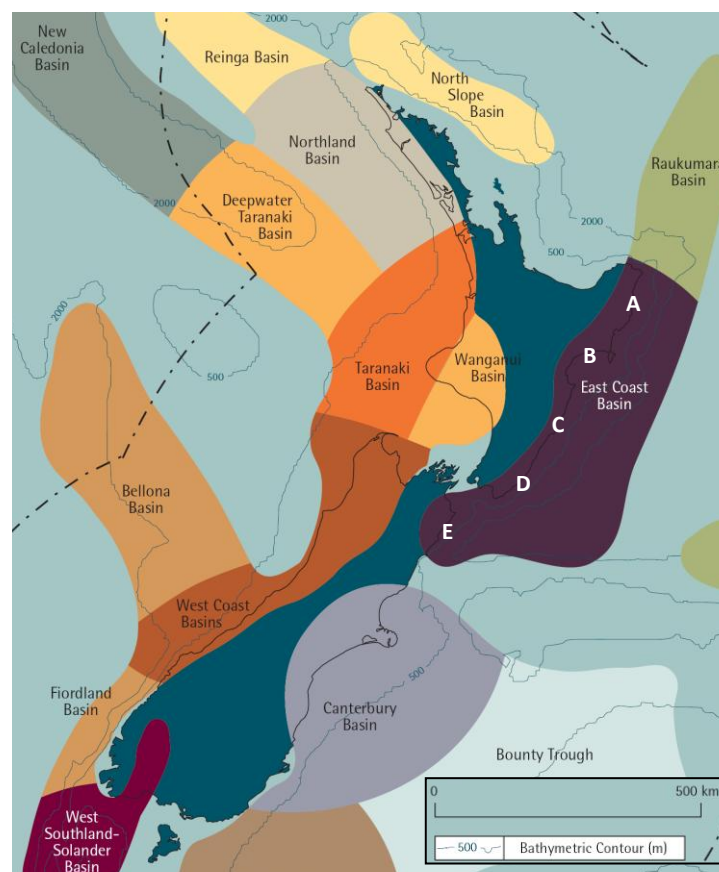 New
Caledonia
Basin
2000
Reinga Basin
2000
North
Slope
Basin
Northland
Basin
Raukumara
Basin
2000
Deepwater
Taranaki
Basin
2000
500
A
2000
500
Taranaki
Basin
Wanganui
Basin
B
East Coast
Basin
C
D
E
Bellona
Basin
West Coast
Basins
500
Fiordland
Basin
Canterbury
Basin
Bounty Trough
West
Southland-
Solander
Basin
0 500 km
500 Bathymetric Contour (m)